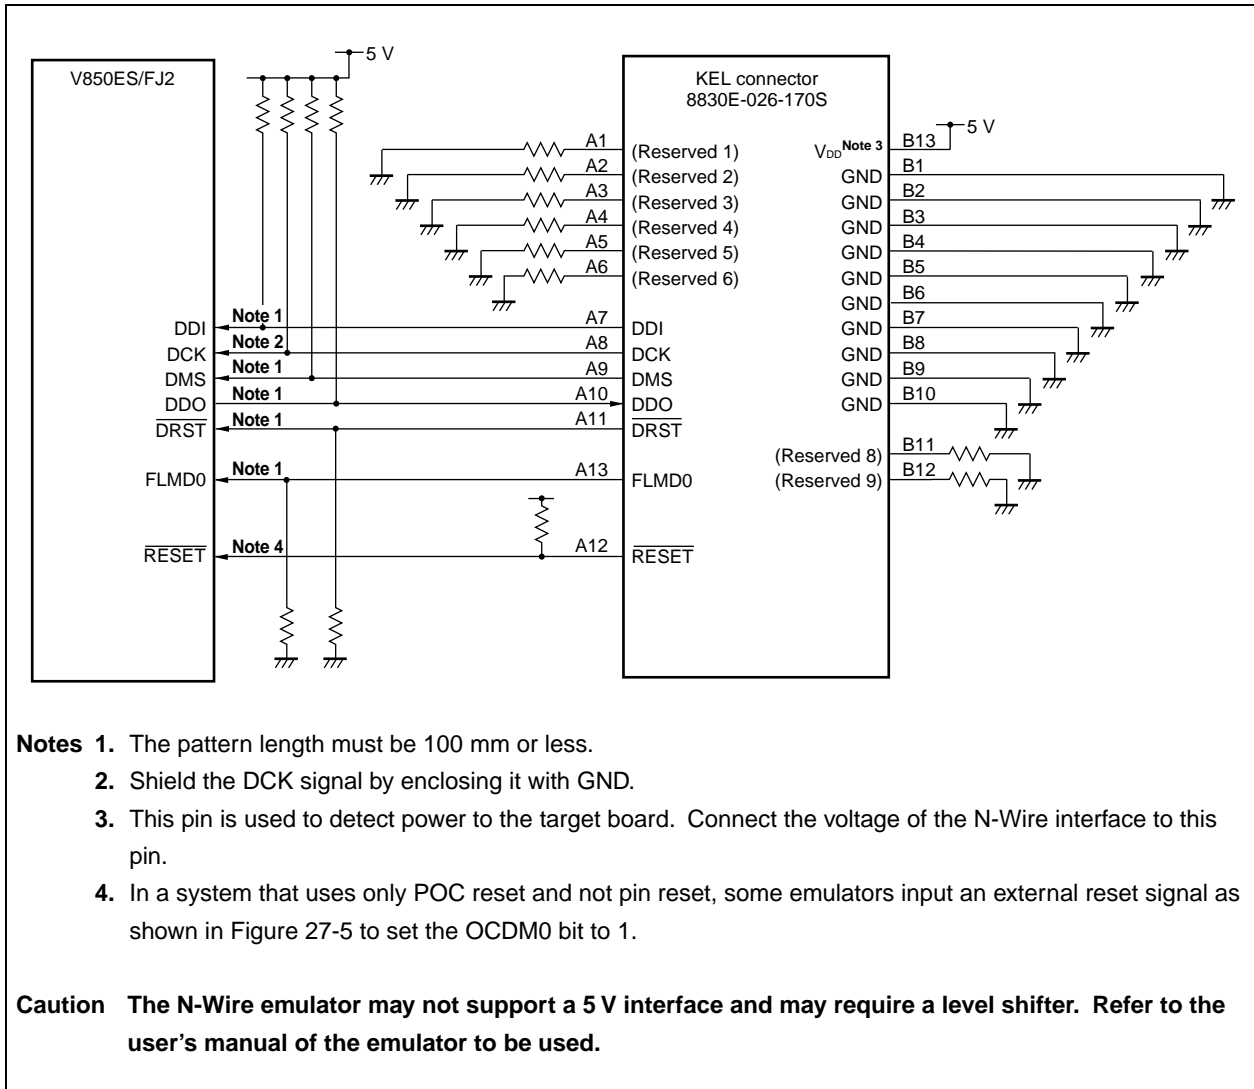 5 V
V850ES/FJ2
KEL connector
8830E-026-170S
5 V
A1 (Reserved 1) VDD Note 3 B13
A2 (Reserved 2) GND B1
A3 (Reserved 3) GND B2
A4 (Reserved 4) GND B3
A5 (Reserved 5) GND B4
A6 (Reserved 6) GND B5
GND B6
DDI Note 1 A7 DDI GND B7
DCK Note 2 A8 DCK GND B8
DMS Note 1 A9 DMS GND B9
DDO Note 1 A10 DDO GND B10
DRST Note 1 A11 DRST
(Reserved 8) B11
FLMD0 Note 1 A13 FLMD0 (Reserved 9) B12
RESET Note 4 A12 RESET
Notes 1. The pattern length must be 100 mm or less.
2. Shield the DCK signal by enclosing it with GND.
3. This pin is used to detect power to the target board. Connect the voltage of the N-Wire interface to this
pin.
4. In a system that uses only POC reset and not pin reset, some emulators input an external reset signal as
shown in Figure 27-5 to set the OCDM0 bit to 1.
Caution The N-Wire emulator may not support a 5 V interface and may require a level shifter. Refer to the
user's manual of the emulator to be used.